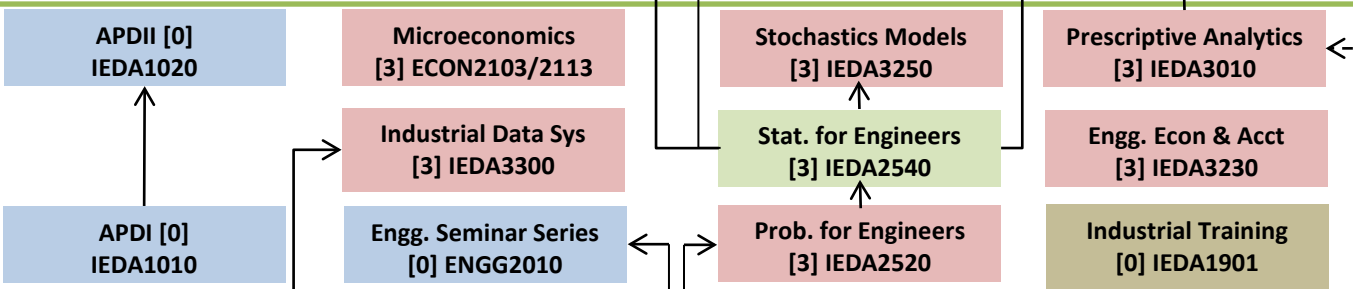 APDII [0]
IEDA1020
Microeconomics
[3] ECON2103/2113
Stochastics Models
[3] IEDA3250
Prescriptive Analytics
[3] IEDA3010
Industrial Data Sys
[3] IEDA3300
Stat. for Engineers
[3] IEDA2540
Engg. Econ & Acct
[3] IEDA3230
APDI [0]
IEDA1010
Engg. Seminar Series
[0] ENGG2010
Prob. for Engineers
[3] IEDA2520
Industrial Training
[0] IEDA1901